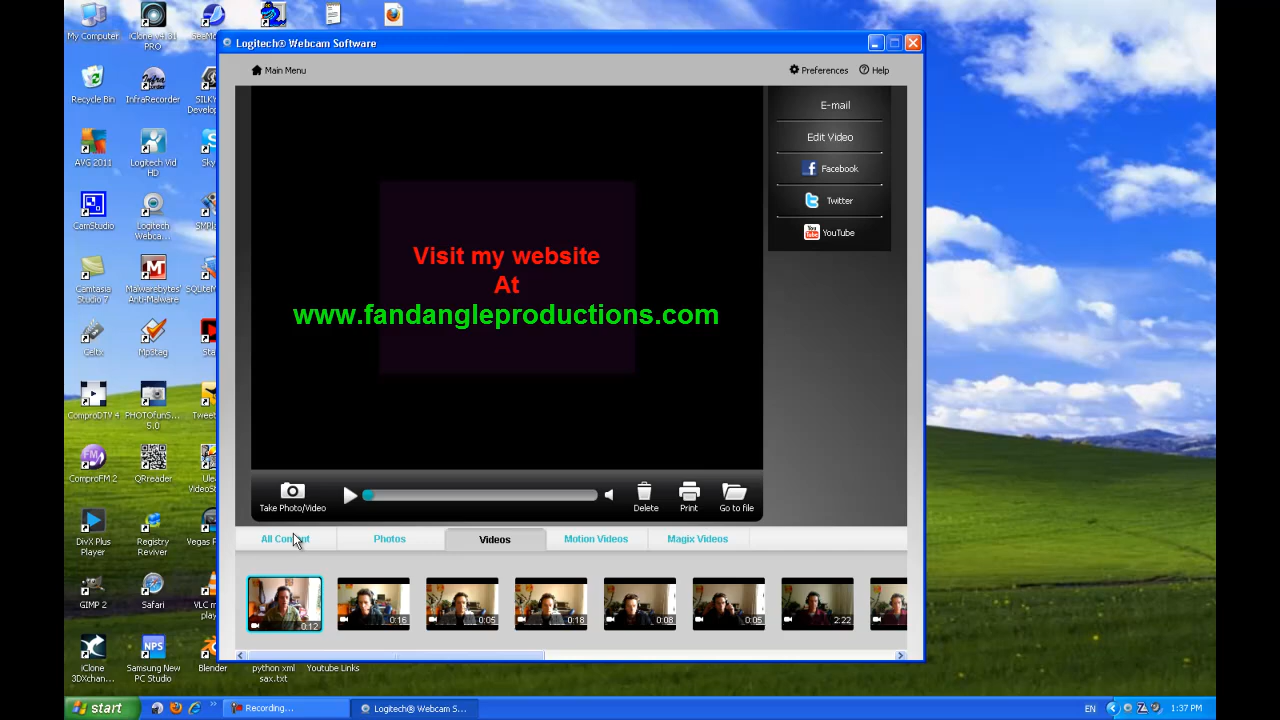 My Computer
iClone V4.31 PRO
Recycle Bin
InfraRecorder
AVG 2011
Logitech Vid HD
CamStudio
Logitech Webca...
Camtasia Studio 7
Malwarebytes' Anti-Malware
Celtx
Mp3tag
ComproDTV 4
PHOTOfunS... 5.0
ComproFM 2
QRreader
DivX Plus Player
Registry Reviver
GIMP 2
Safari
iClone 3DXchan...
Samsung New PC Studio
Blender
python xml sax.txt
Youtube Links
Logitech® Webcam Software
Main Menu
Preferences
Help
E-mail
Edit Video
Facebook
Twitter
YouTube
Visit my website
At
www.fandangleproductions.com
Take Photo/Video
Delete
Print
Go to file
All Content
Photos
Videos
Motion Videos
Magix Videos
0:12
0:16
0:05
0:18
0:08
0:05
2:22
start
Recording...
Logitech® Webcam S...
EN
1:37 PM